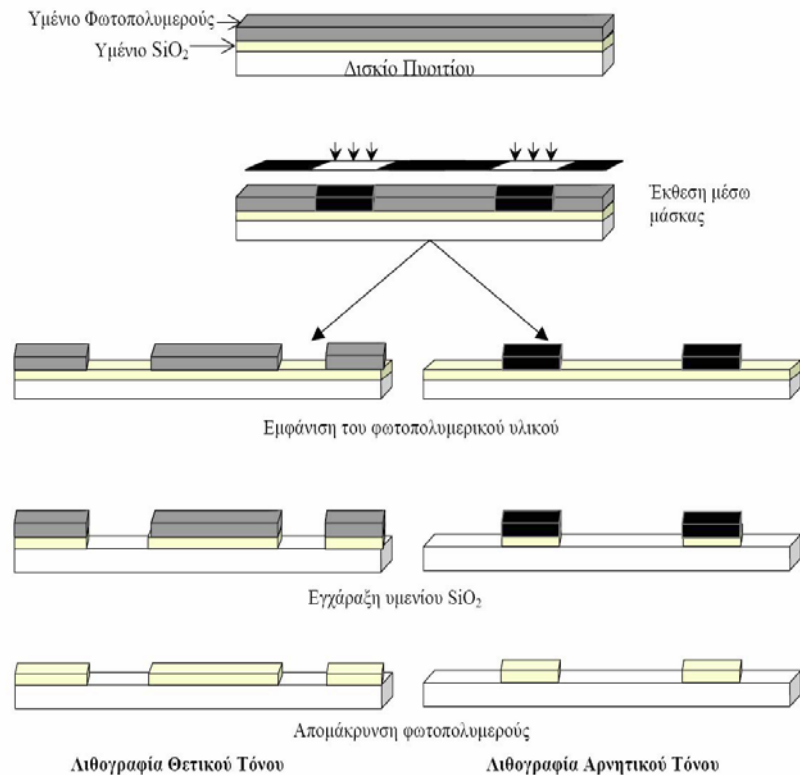 Υμένιο Φωτοπολυμερούς
Υμένιο SiO2
Δισκίο Πυριτίου
Έκθεση μέσω
μάσκας
Εμφάνιση του φωτοπολυμερικού υλικού
Εγχάραξη υμενίου SiO2
Απομάκρυνση φωτοπολυμερούς
Λιθογραφία Θετικού Τόνου
Λιθογραφία Αρνητικού Τόνου